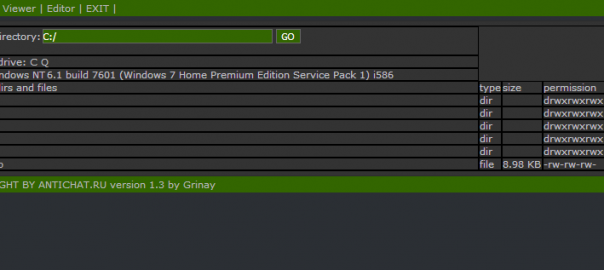 Viewer | Editor | EXIT |
irectory: C:/ GO
drive: C Q
ndows NT 6.1 build 7601 (Windows 7 Home Premium Edition Service Pack 1) i586
irs and files type size permission
dir drwxrwxrwx
dir drwxrwxrwx
dir drwxrwxrwx
dir drwxrwxrwx
dir drwxrwxrwx
o file 8.98 KB -rw-rw-rw-
GHT BY ANTICHAT.RU version 1.3 by Grinay